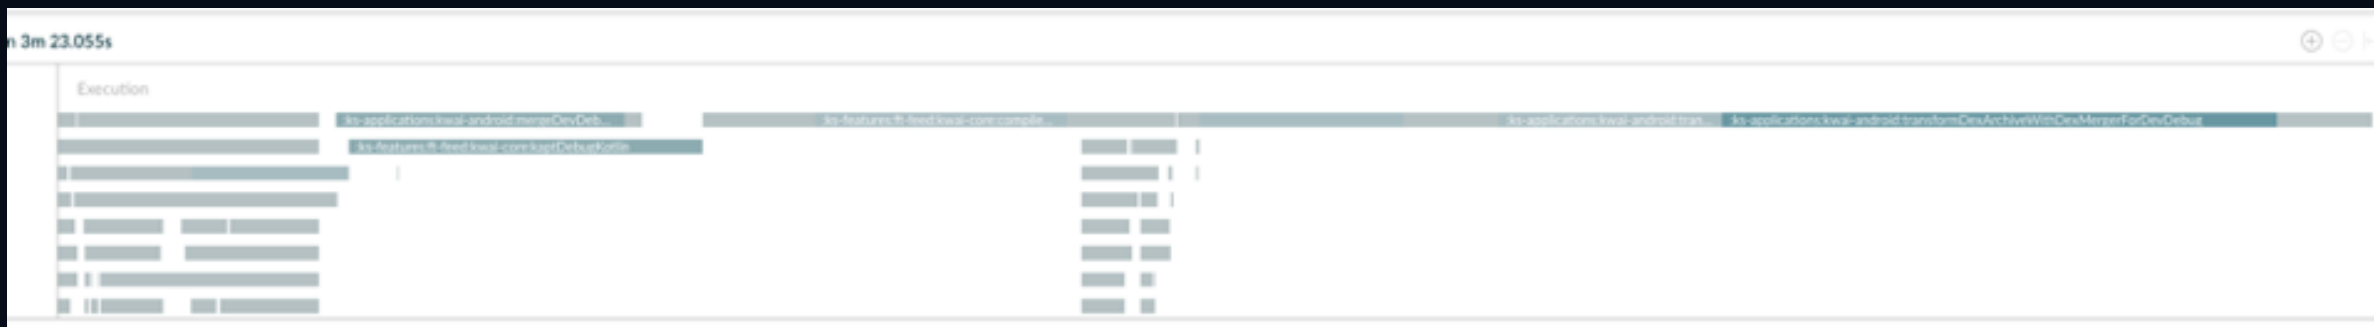 n 3m 23.055s
Execution
:ks-applications:kwai-android:mergeDevDeb...
:ks-features:ft-feed:kwai-core:compile...
:ks-applications:kwai-android:tran...
:ks-applications:kwai-android:transformDexArchiveWithDexMergerForDevDebug
:ks-features:ft-feed:kwai-core:kaptDebugKotlin